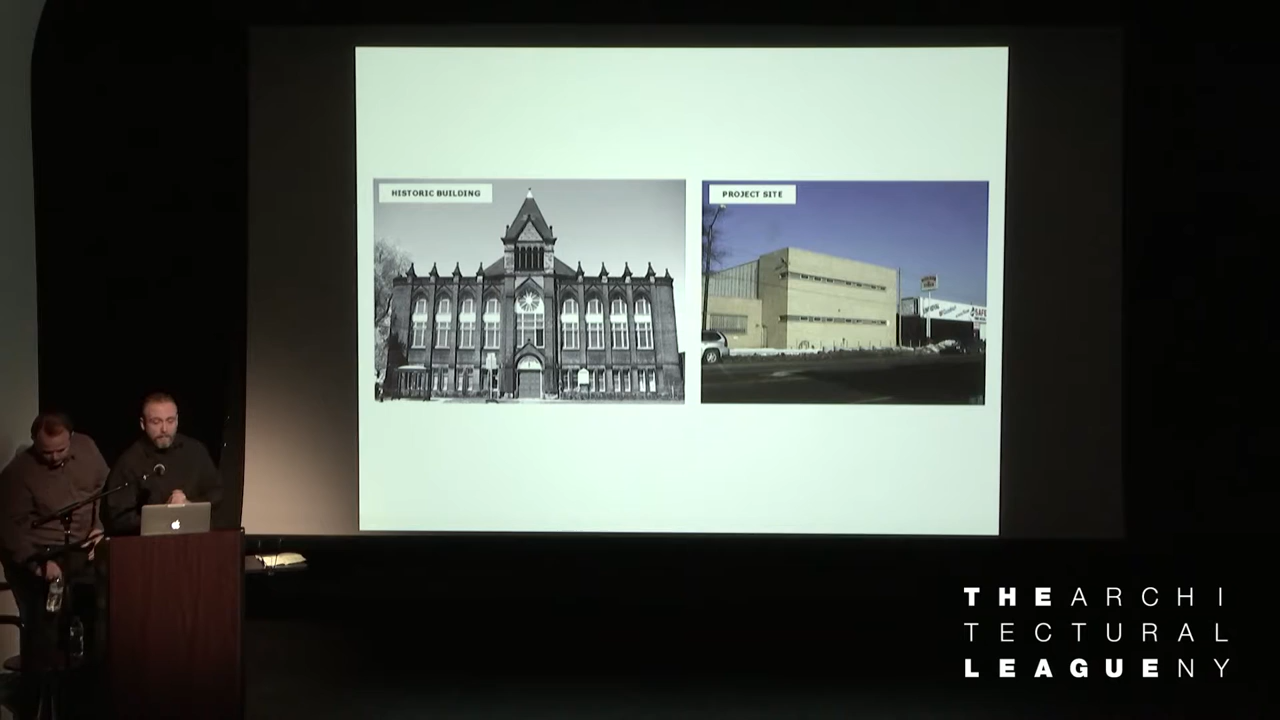 HISTORIC BUILDING
PROJECT SITE
THE ARCHI
TECTURAL
LEAGUE NY